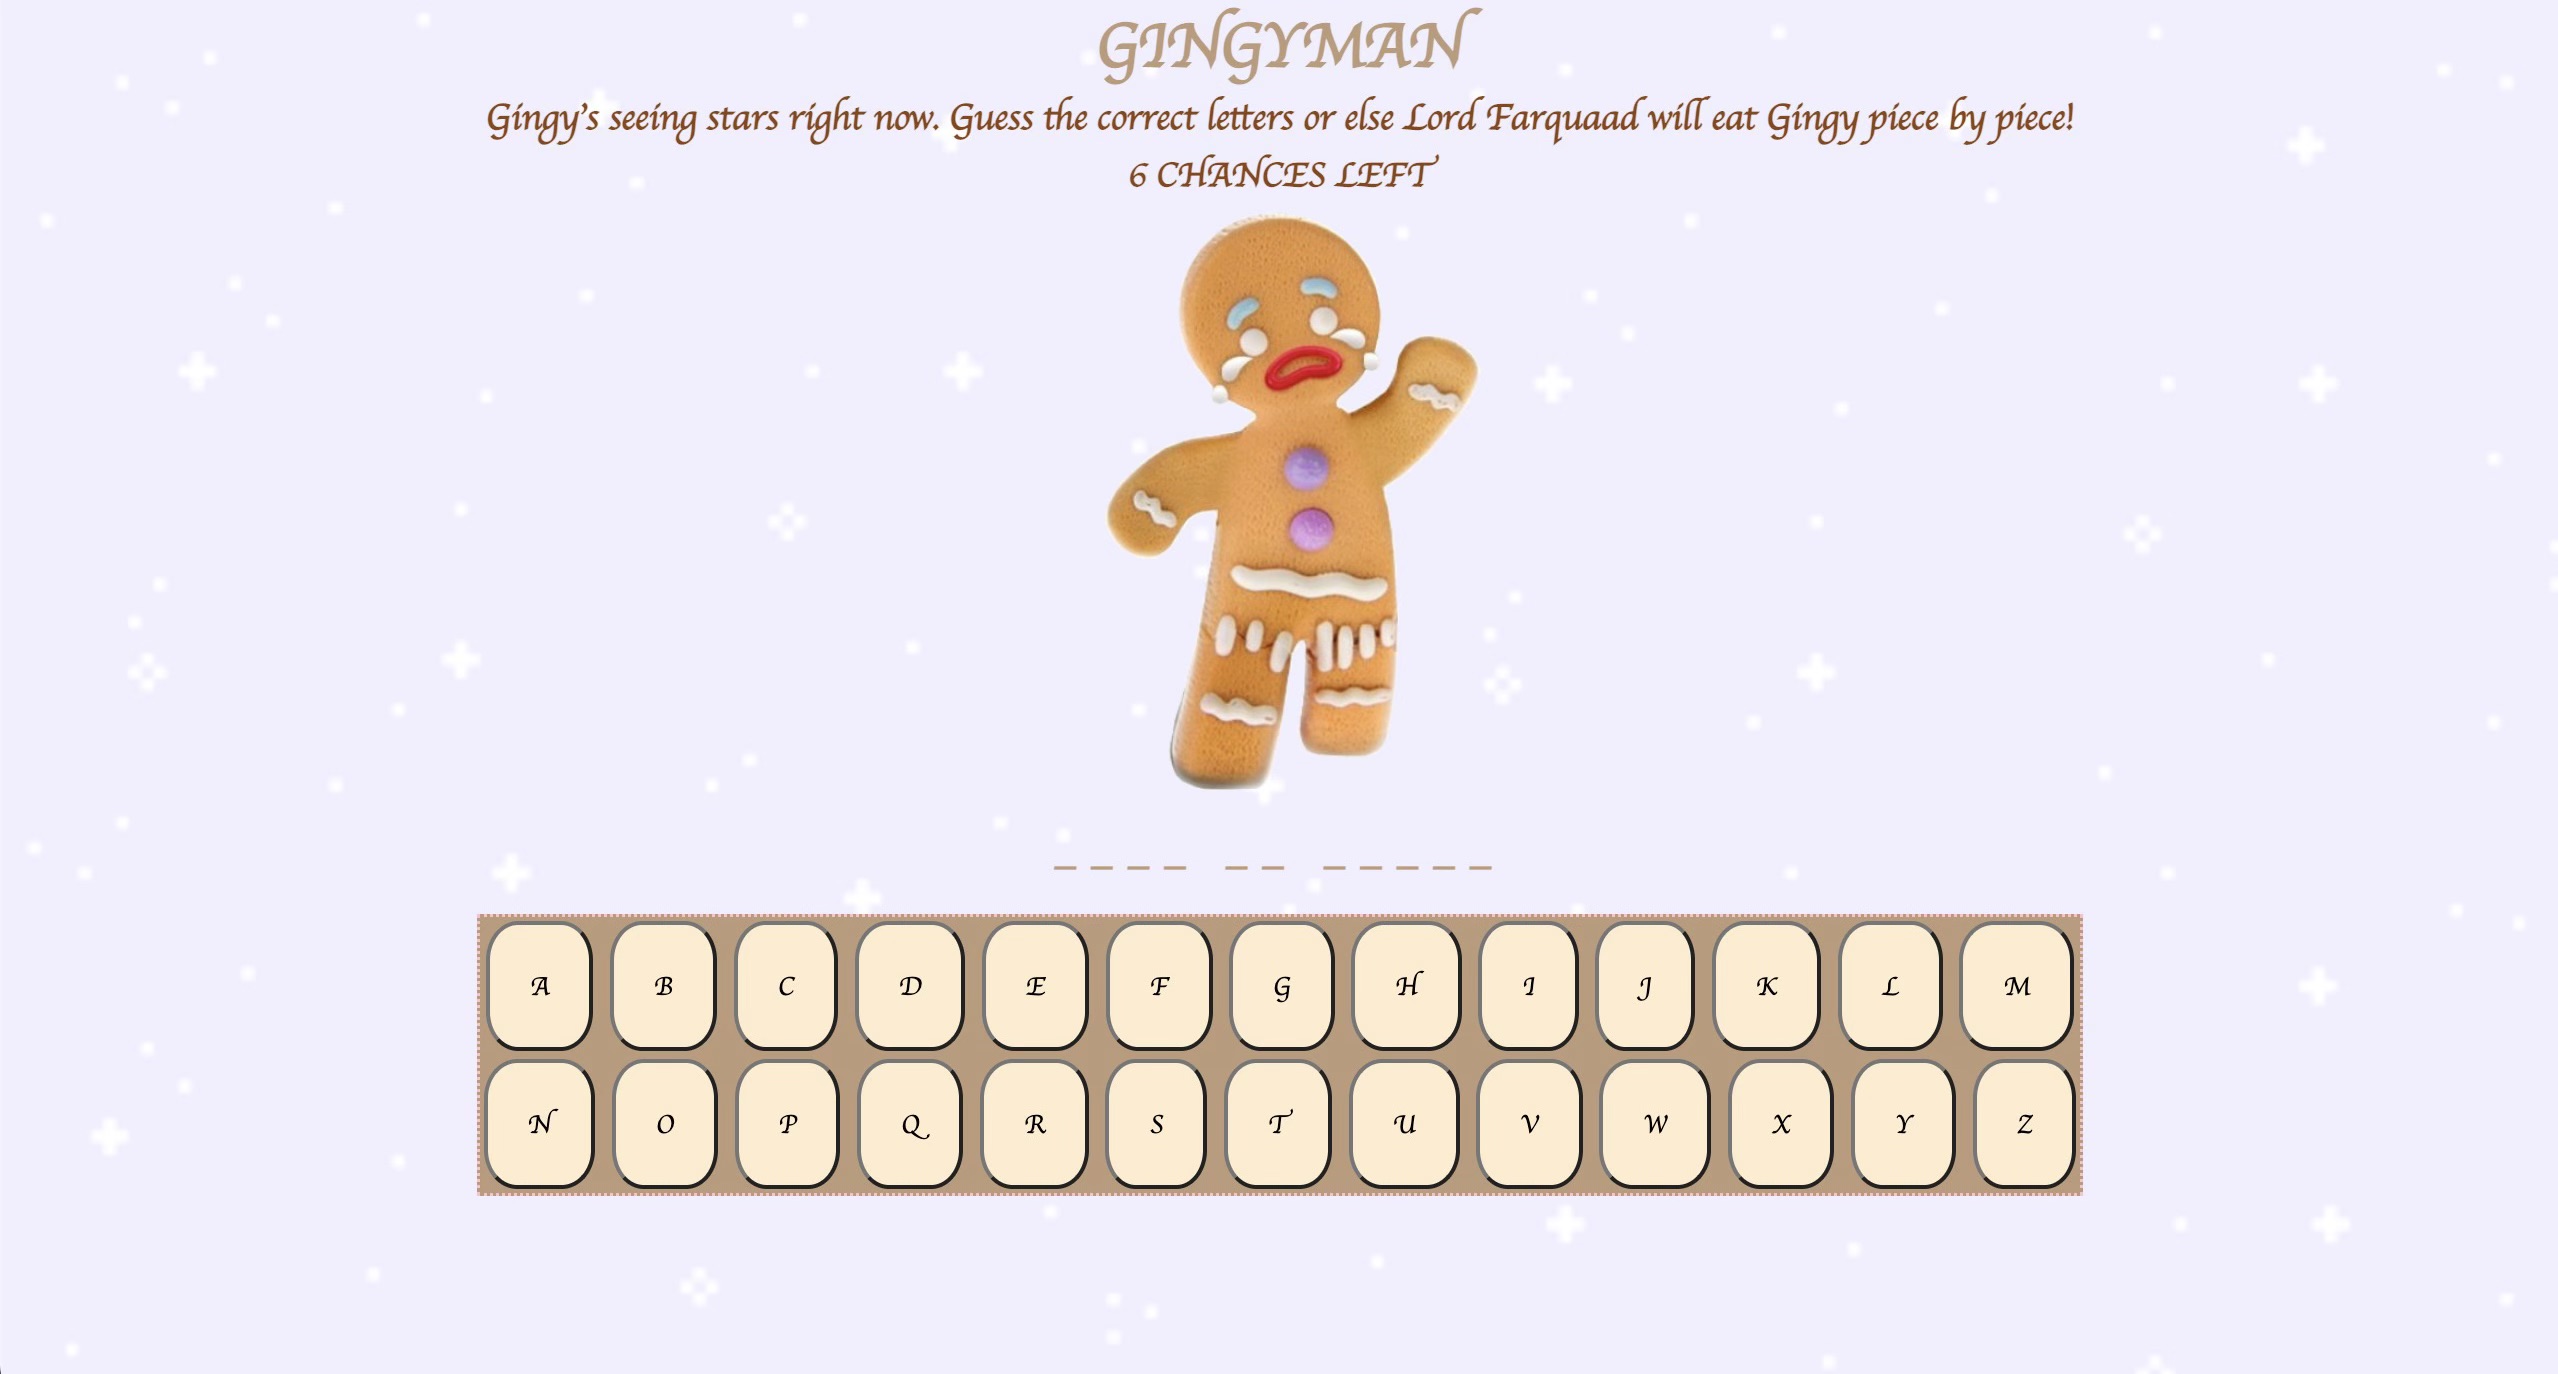 GINGYMAN
Gingy's seeing stars right now. Guess the correct letters or else Lord Farquaad will eat Gingy piece by piece!
6 CHANCES LEFT
_ _ _ _  _ _  _ _ _ _ _
A B C D E F G H I J K L M
N O P Q R S T U V W X Y Z